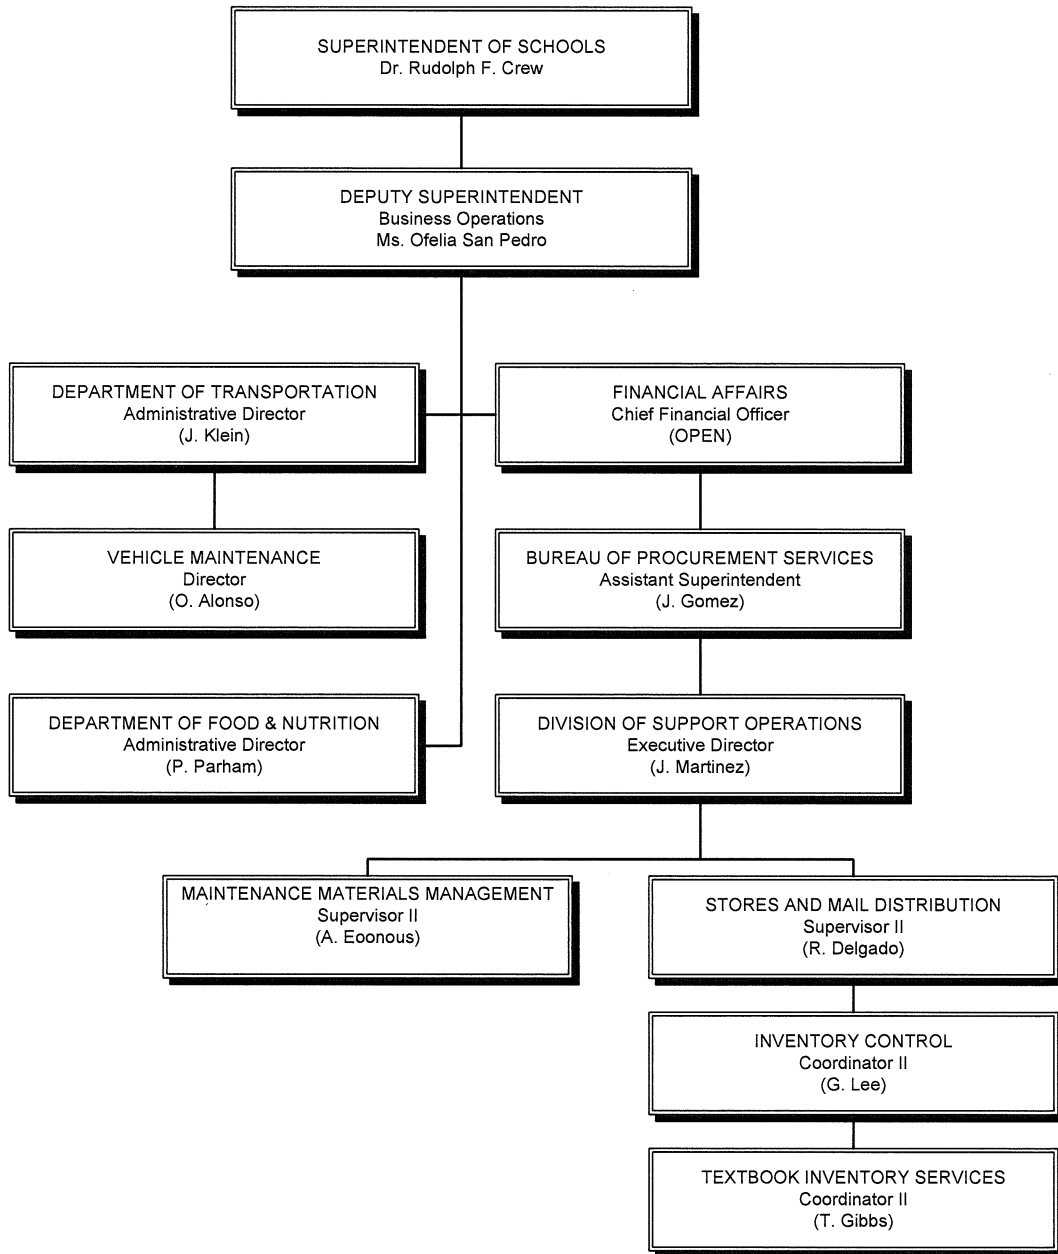 SUPERINTENDENT OF SCHOOLS
Dr. Rudolph F. Crew
DEPUTY SUPERINTENDENT
Business Operations
Ms. Ofelia San Pedro
DEPARTMENT OF TRANSPORTATION
Administrative Director
(J. Klein)
FINANCIAL AFFAIRS
Chief Financial Officer
(OPEN)
VEHICLE MAINTENANCE
Director
(O. Alonso)
BUREAU OF PROCUREMENT SERVICES
Assistant Superintendent
(J. Gomez)
DEPARTMENT OF FOOD & NUTRITION
Administrative Director
(P. Parham)
DIVISION OF SUPPORT OPERATIONS
Executive Director
(J. Martinez)
MAINTENANCE MATERIALS MANAGEMENT
Supervisor II
(A. Eoonous)
STORES AND MAIL DISTRIBUTION
Supervisor II
(R. Delgado)
INVENTORY CONTROL
Coordinator II
(G. Lee)
TEXTBOOK INVENTORY SERVICES
Coordinator II
(T. Gibbs)